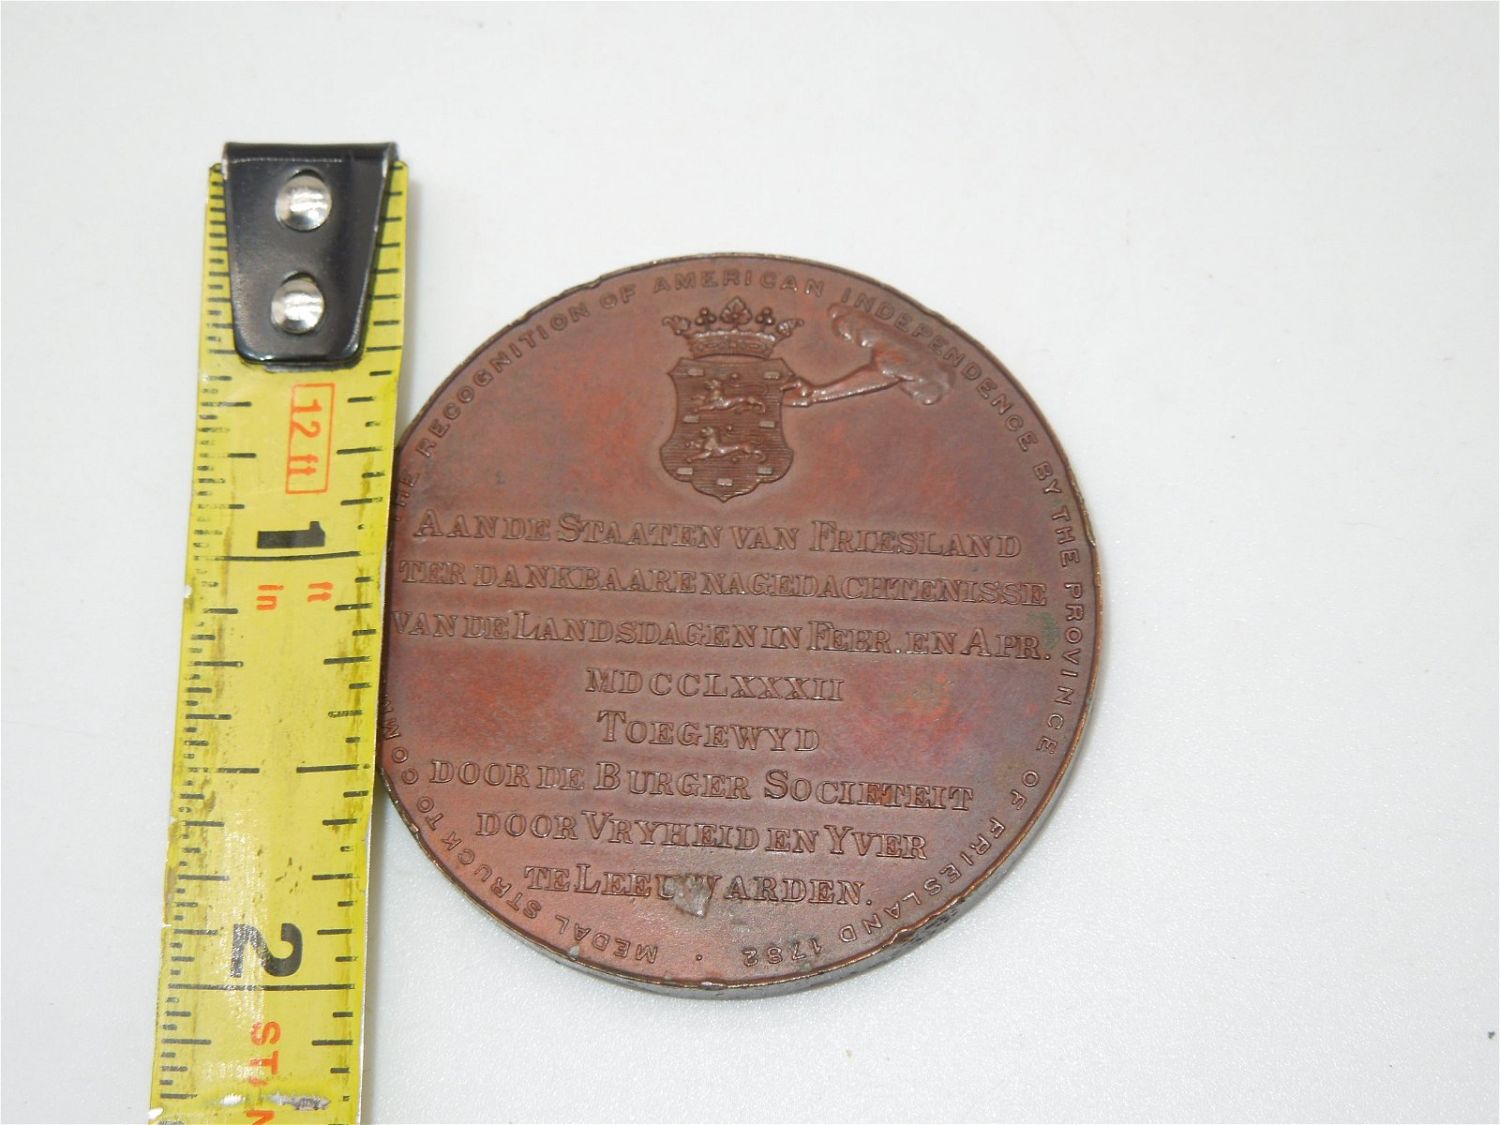 MEDAL STRUCK TO COMM THE RECOGNITION OF AMERICAN INDEPENDENCE BY THE PROVINCE OF FRIESLAND 1782 ·
AAN DE STAATEN VAN FRIESLAND
TER DANKBAARE NAGEDACHTENISSE
VAN DE LANDSDAGEN IN FEBR. EN APR.
MDCCLXXXII
TOEGEWYD
DOOR DE BURGER SOCIETEIT
DOOR VRYHEID EN YVER
TE LEEUWARDEN.
12 ft
1
in ft
2